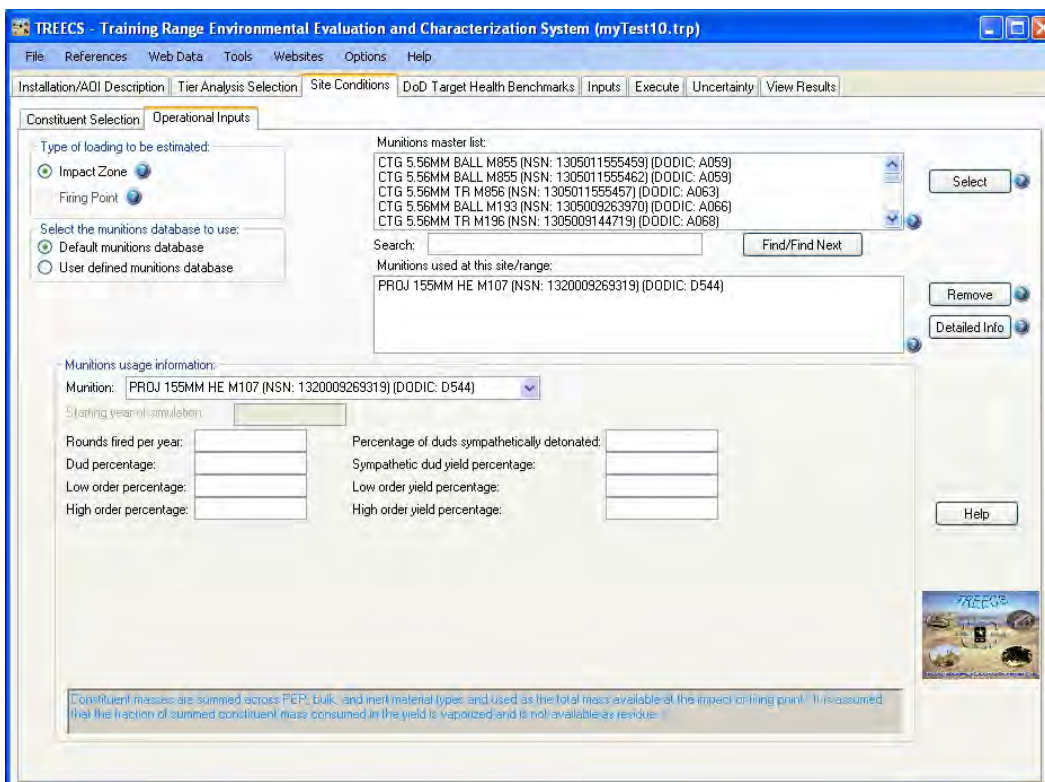 TREECS - Training Range Environmental Evaluation and Characterization System (myTest10.trp)
File References Web Data Tools Websites Options Help
Installation/AOI Description Tier Analysis Selection Site Conditions DoD Target Health Benchmarks Inputs Execute Uncertainty View Results
Constituent Selection Operational Inputs
Type of loading to be estimated:
Impact Zone
Firing Point
Select the munitions database to use:
Default munitions database
User defined munitions database
Munitions master list:
CTG 5.56MM BALL M855 (NSN: 1305011555459) (DODIC: A059)
CTG 5.56MM BALL M855 (NSN: 1305011555462) (DODIC: A059)
CTG 5.56MM TR M856 (NSN: 1305011555457) (DODIC: A063)
CTG 5.56MM BALL M193 (NSN: 1305009263970) (DODIC: A066)
CTG 5.56MM TR M196 (NSN: 1305009144719) (DODIC: A068)
Select
Search:
Find/Find Next
Munitions used at this site/range:
PROJ 155MM HE M107 (NSN: 1320009269319) (DODIC: D544)
Remove
Detailed Info
Munitions usage information:
Munition: PROJ 155MM HE M107 (NSN: 1320009269319) (DODIC: D544)
Starting year of simulation:
Rounds fired per year: Percentage of duds sympathetically detonated:
Dud percentage: Sympathetic dud yield percentage:
Low order percentage: Low order yield percentage:
High order percentage: High order yield percentage:
Help
TREECS
Constituent masses are summed across PEP, bulk, and inert material types and used as the total mass available at the impact or firing point. It is assumed
that the fraction of summed constituent mass consumed in the yield is vaporized and is not available as residue.